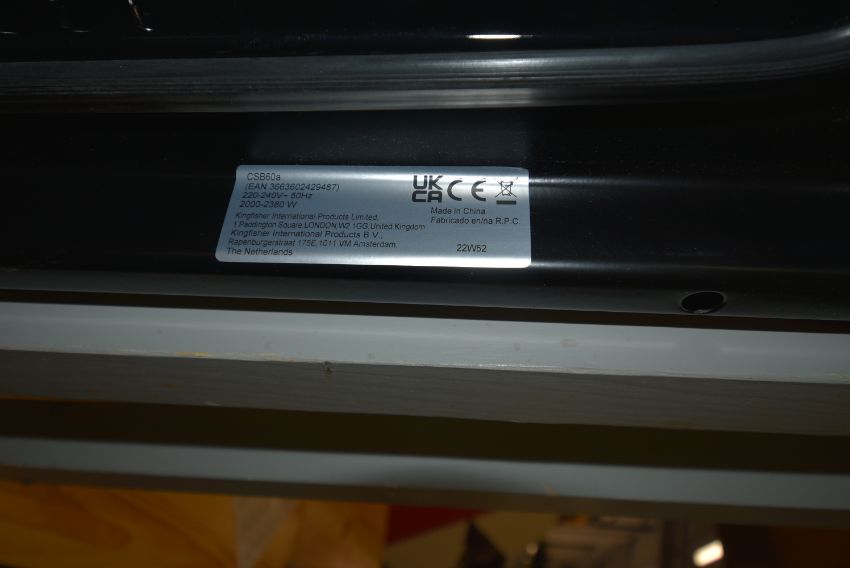 CSB60a
(EAN 3663602429487)
220-240V~ 50Hz
2000-2380 W
UK
CA CE
Made in China
Fabricado en/na R.P.C.
Kingfisher International Products Limited,
1 Paddington Square, LONDON W2 1GG, United Kingdom
Kingfisher International Products B.V.,
Rapenburgerstraat 175E, 1011 VM Amsterdam,
The Netherlands
22W52